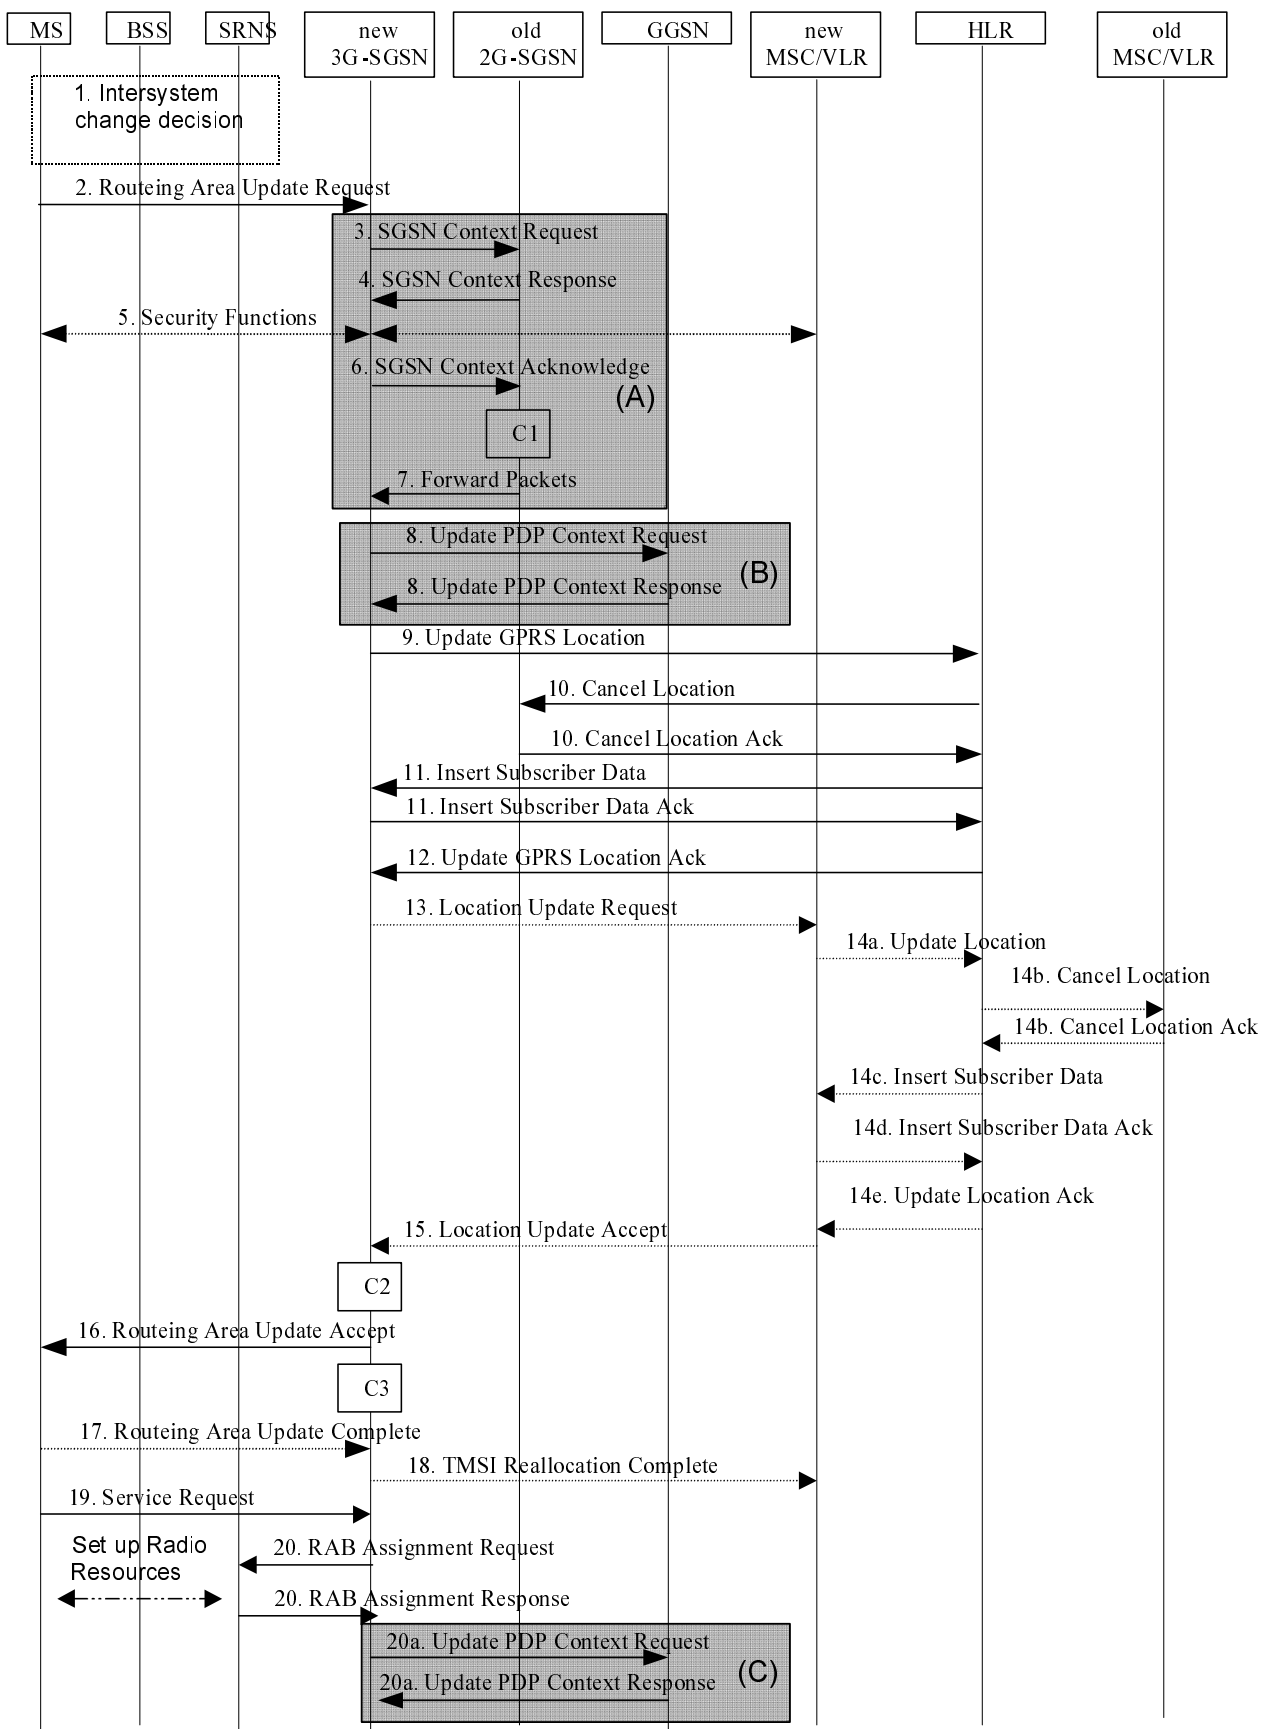 MS
BSS
SRNS
new
3G-SGSN
old
2G-SGSN
GGSN
new
MSC/VLR
HLR
old
MSC/VLR
1. Intersystem
change decision
2. Routeing Area Update Request
3. SGSN Context Request
4. SGSN Context Response
5. Security Functions
6. SGSN Context Acknowledge
(A)
C1
7. Forward Packets
8. Update PDP Context Request
(B)
8. Update PDP Context Response
9. Update GPRS Location
10. Cancel Location
10. Cancel Location Ack
11. Insert Subscriber Data
11. Insert Subscriber Data Ack
12. Update GPRS Location Ack
13. Location Update Request
14a. Update Location
14b. Cancel Location
14b. Cancel Location Ack
14c. Insert Subscriber Data
14d. Insert Subscriber Data Ack
14e. Update Location Ack
15. Location Update Accept
C2
16. Routeing Area Update Accept
C3
17. Routeing Area Update Complete
18. TMSI Reallocation Complete
19. Service Request
Set up Radio
Resources
20. RAB Assignment Request
20. RAB Assignment Response
20a. Update PDP Context Request
(C)
20a. Update PDP Context Response